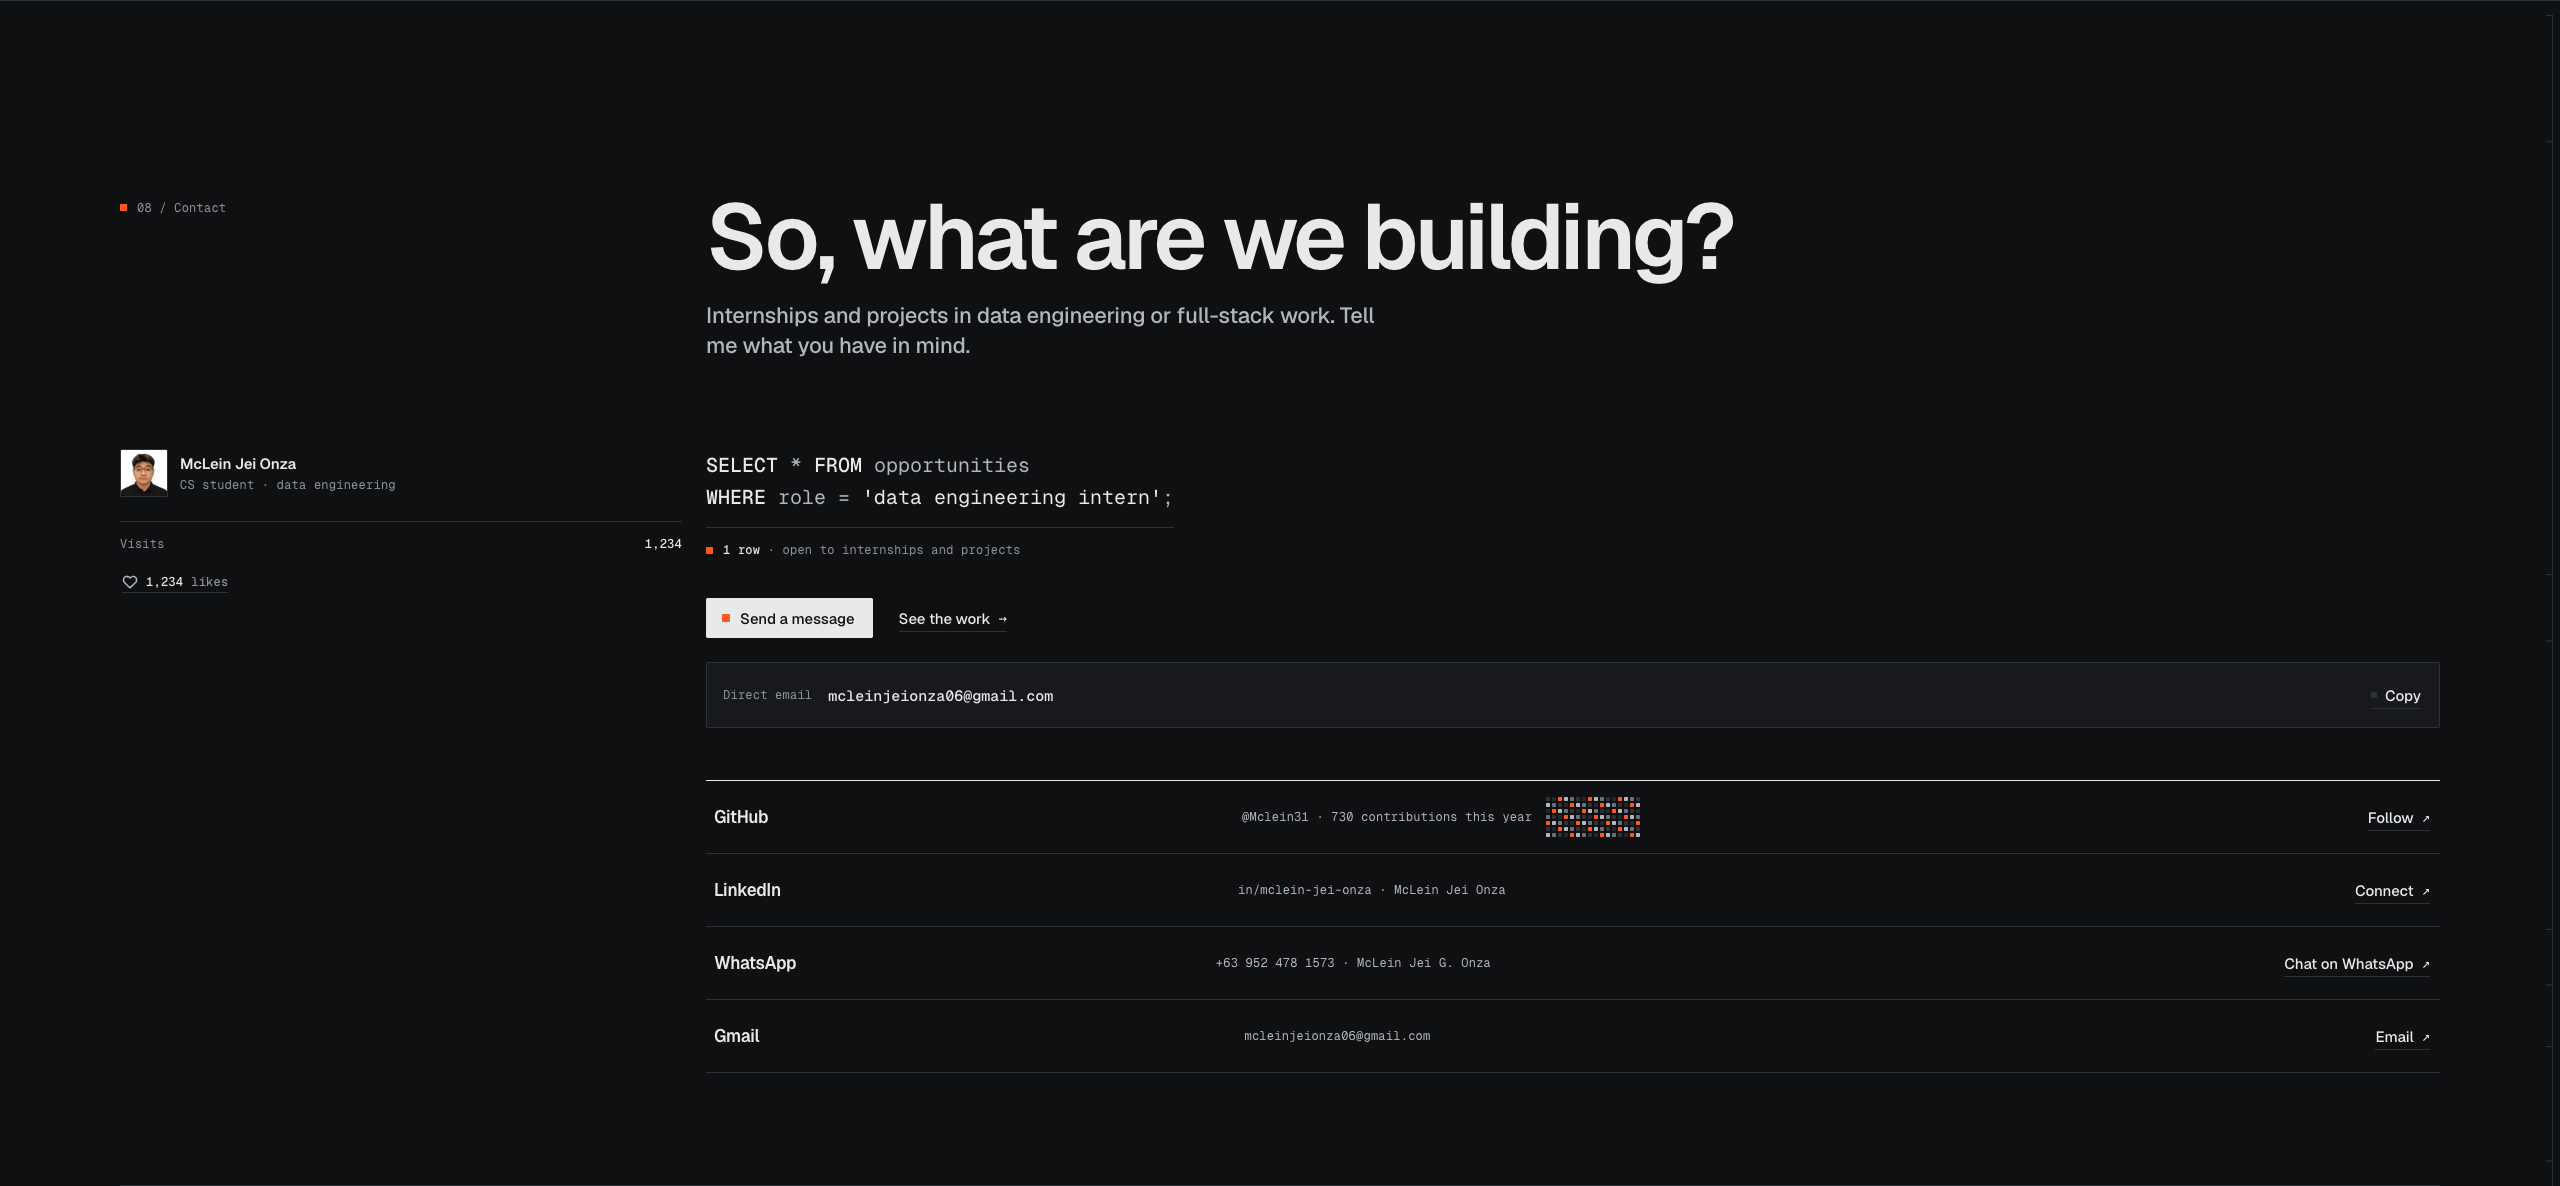 08 / Contact
So, what are we building?
Internships and projects in data engineering or full-stack work. Tell
me what you have in mind.
McLein Jei Onza
CS student · data engineering
Visits 1,234
1,234 likes
SELECT * FROM opportunities
WHERE role = 'data engineering intern';
1 row · open to internships and projects
Send a message See the work →
Direct email mcleinjeionza06@gmail.com Copy
GitHub @Mclein31 · 730 contributions this year Follow ↗
LinkedIn in/mclein-jei-onza · McLein Jei Onza Connect ↗
WhatsApp +63 952 478 1573 · McLein Jei G. Onza Chat on WhatsApp ↗
Gmail mcleinjeionza06@gmail.com Email ↗